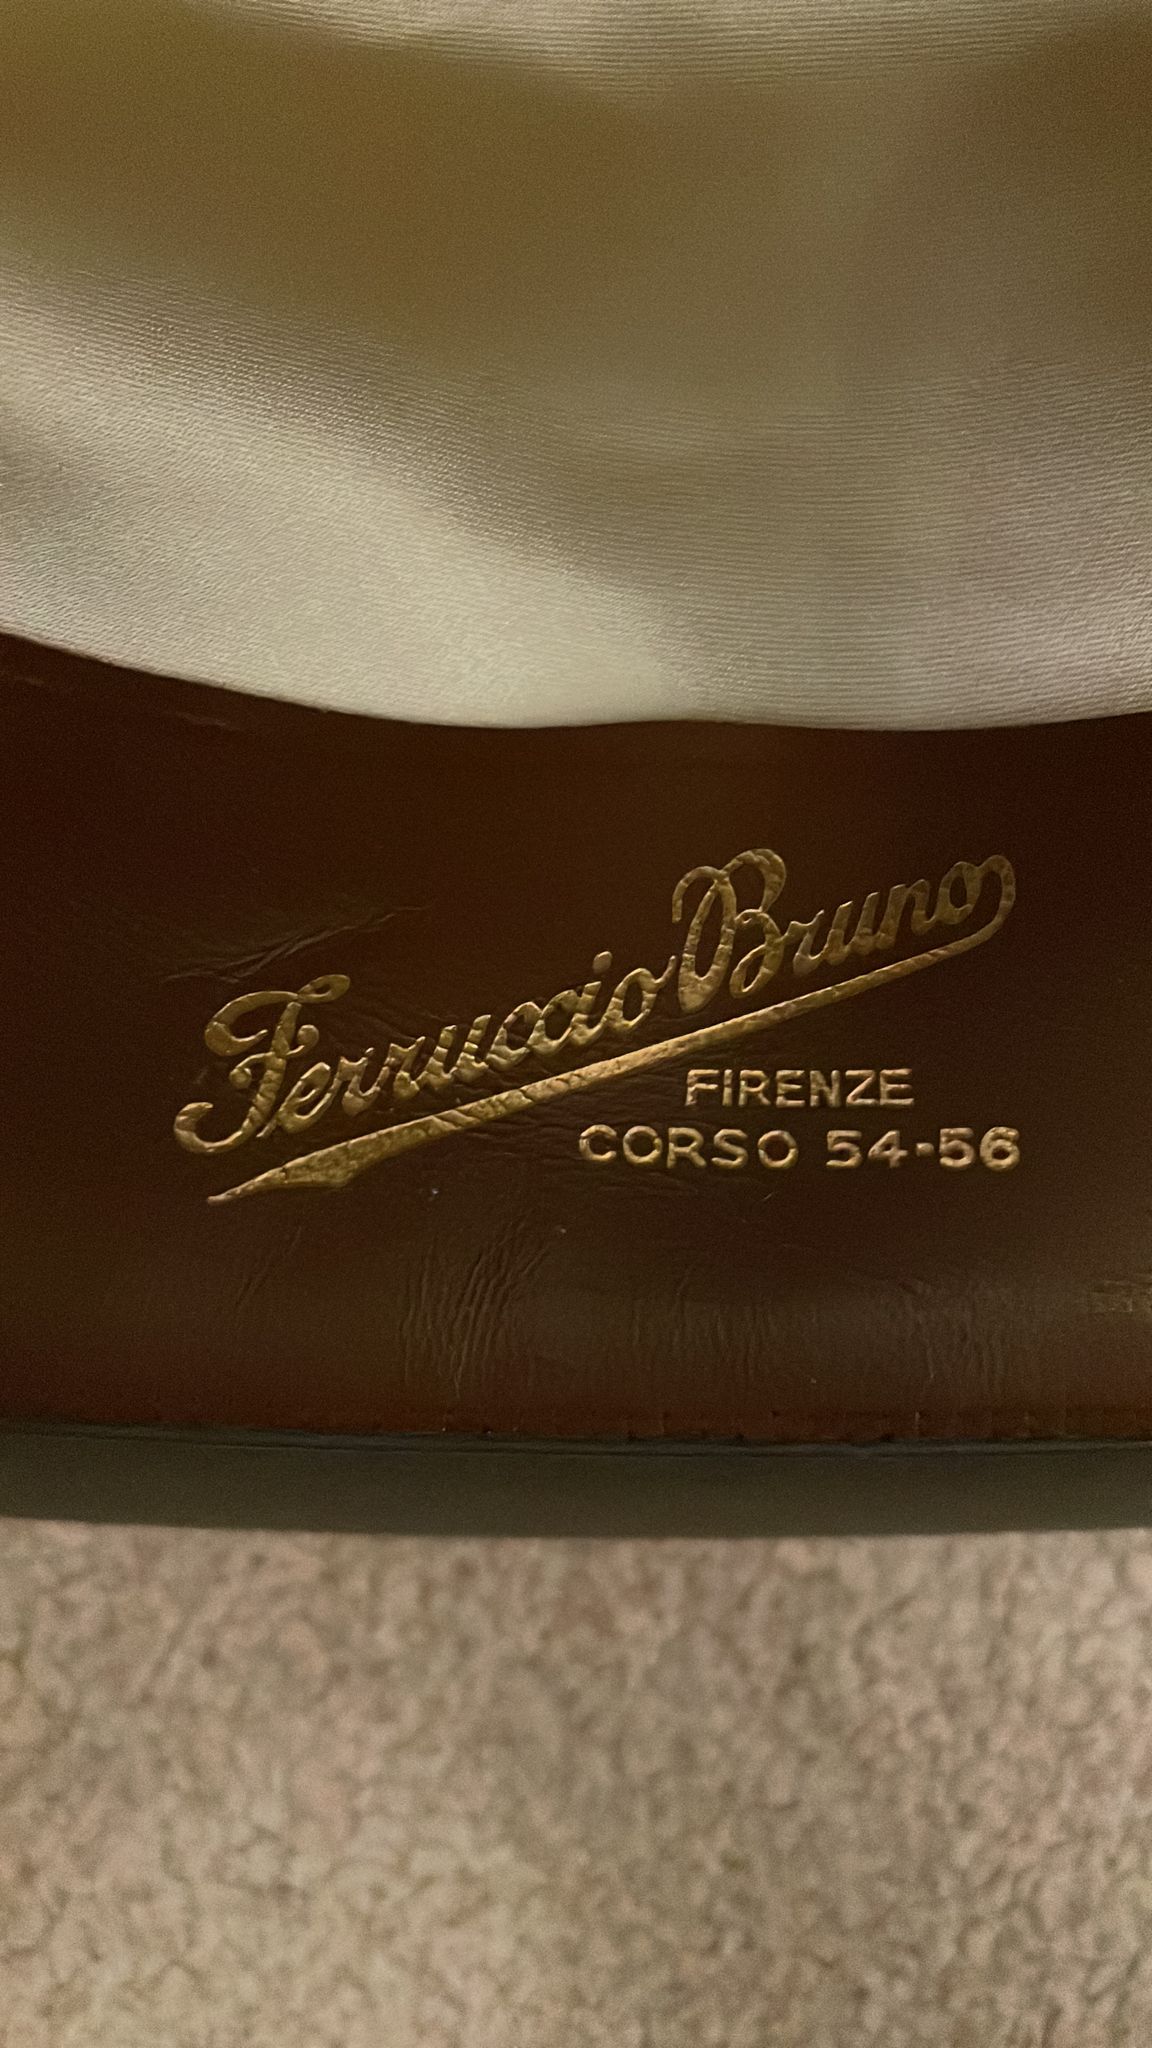 Ferruccio Bruno
FIRENZE
CORSO 54-56